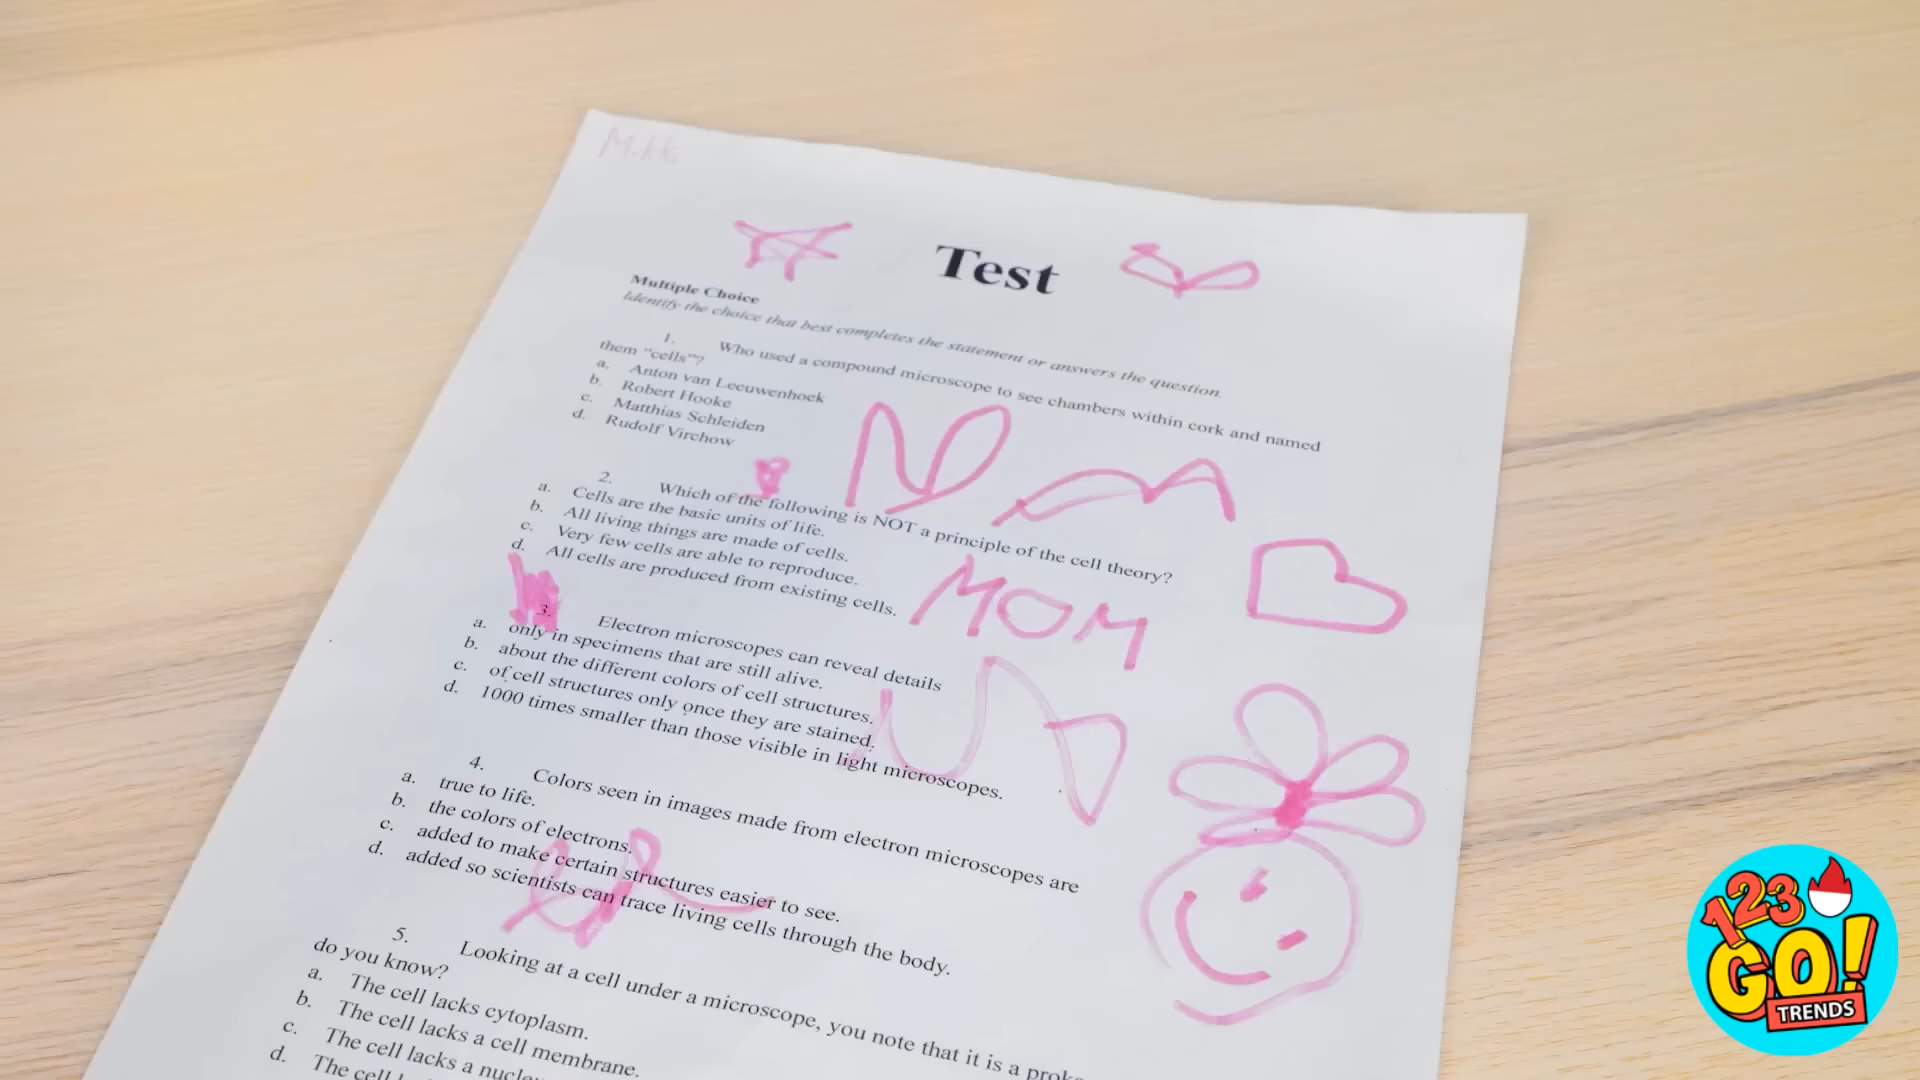 Test
Multiple Choice
Identify the choice that best completes the statement or answers the question.
1. Who used a compound microscope to see chambers within cork and named
them "cells"?
a. Anton van Leeuwenhoek
b. Robert Hooke
c. Matthias Schleiden
d. Rudolf Virchow
2. Which of the following is NOT a principle of the cell theory?
a. Cells are the basic units of life.
b. All living things are made of cells.
c. Very few cells are able to reproduce.
d. All cells are produced from existing cells.
MOM
3. Electron microscopes can reveal details
a. only in specimens that are still alive.
b. about the different colors of cell structures.
c. of cell structures only once they are stained.
d. 1000 times smaller than those visible in light microscopes.
4. Colors seen in images made from electron microscopes are
a. true to life.
b. the colors of electrons.
c. added to make certain structures easier to see.
d. added so scientists can trace living cells through the body.
5. Looking at a cell under a microscope, you note that it is a
do you know?
a. The cell lacks cytoplasm.
b. The cell lacks a cell membrane.
c. The cell lacks a
d. The cell
123
GO!
TRENDS